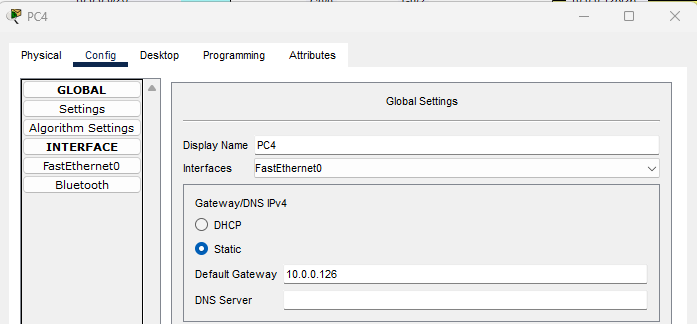 PC4
Physical Config Desktop Programming Attributes
GLOBAL
Settings
Algorithm Settings
INTERFACE
FastEthernet0
Bluetooth
Global Settings
Display Name PC4
Interfaces FastEthernet0
Gateway/DNS IPv4
DHCP
Static
Default Gateway 10.0.0.126
DNS Server